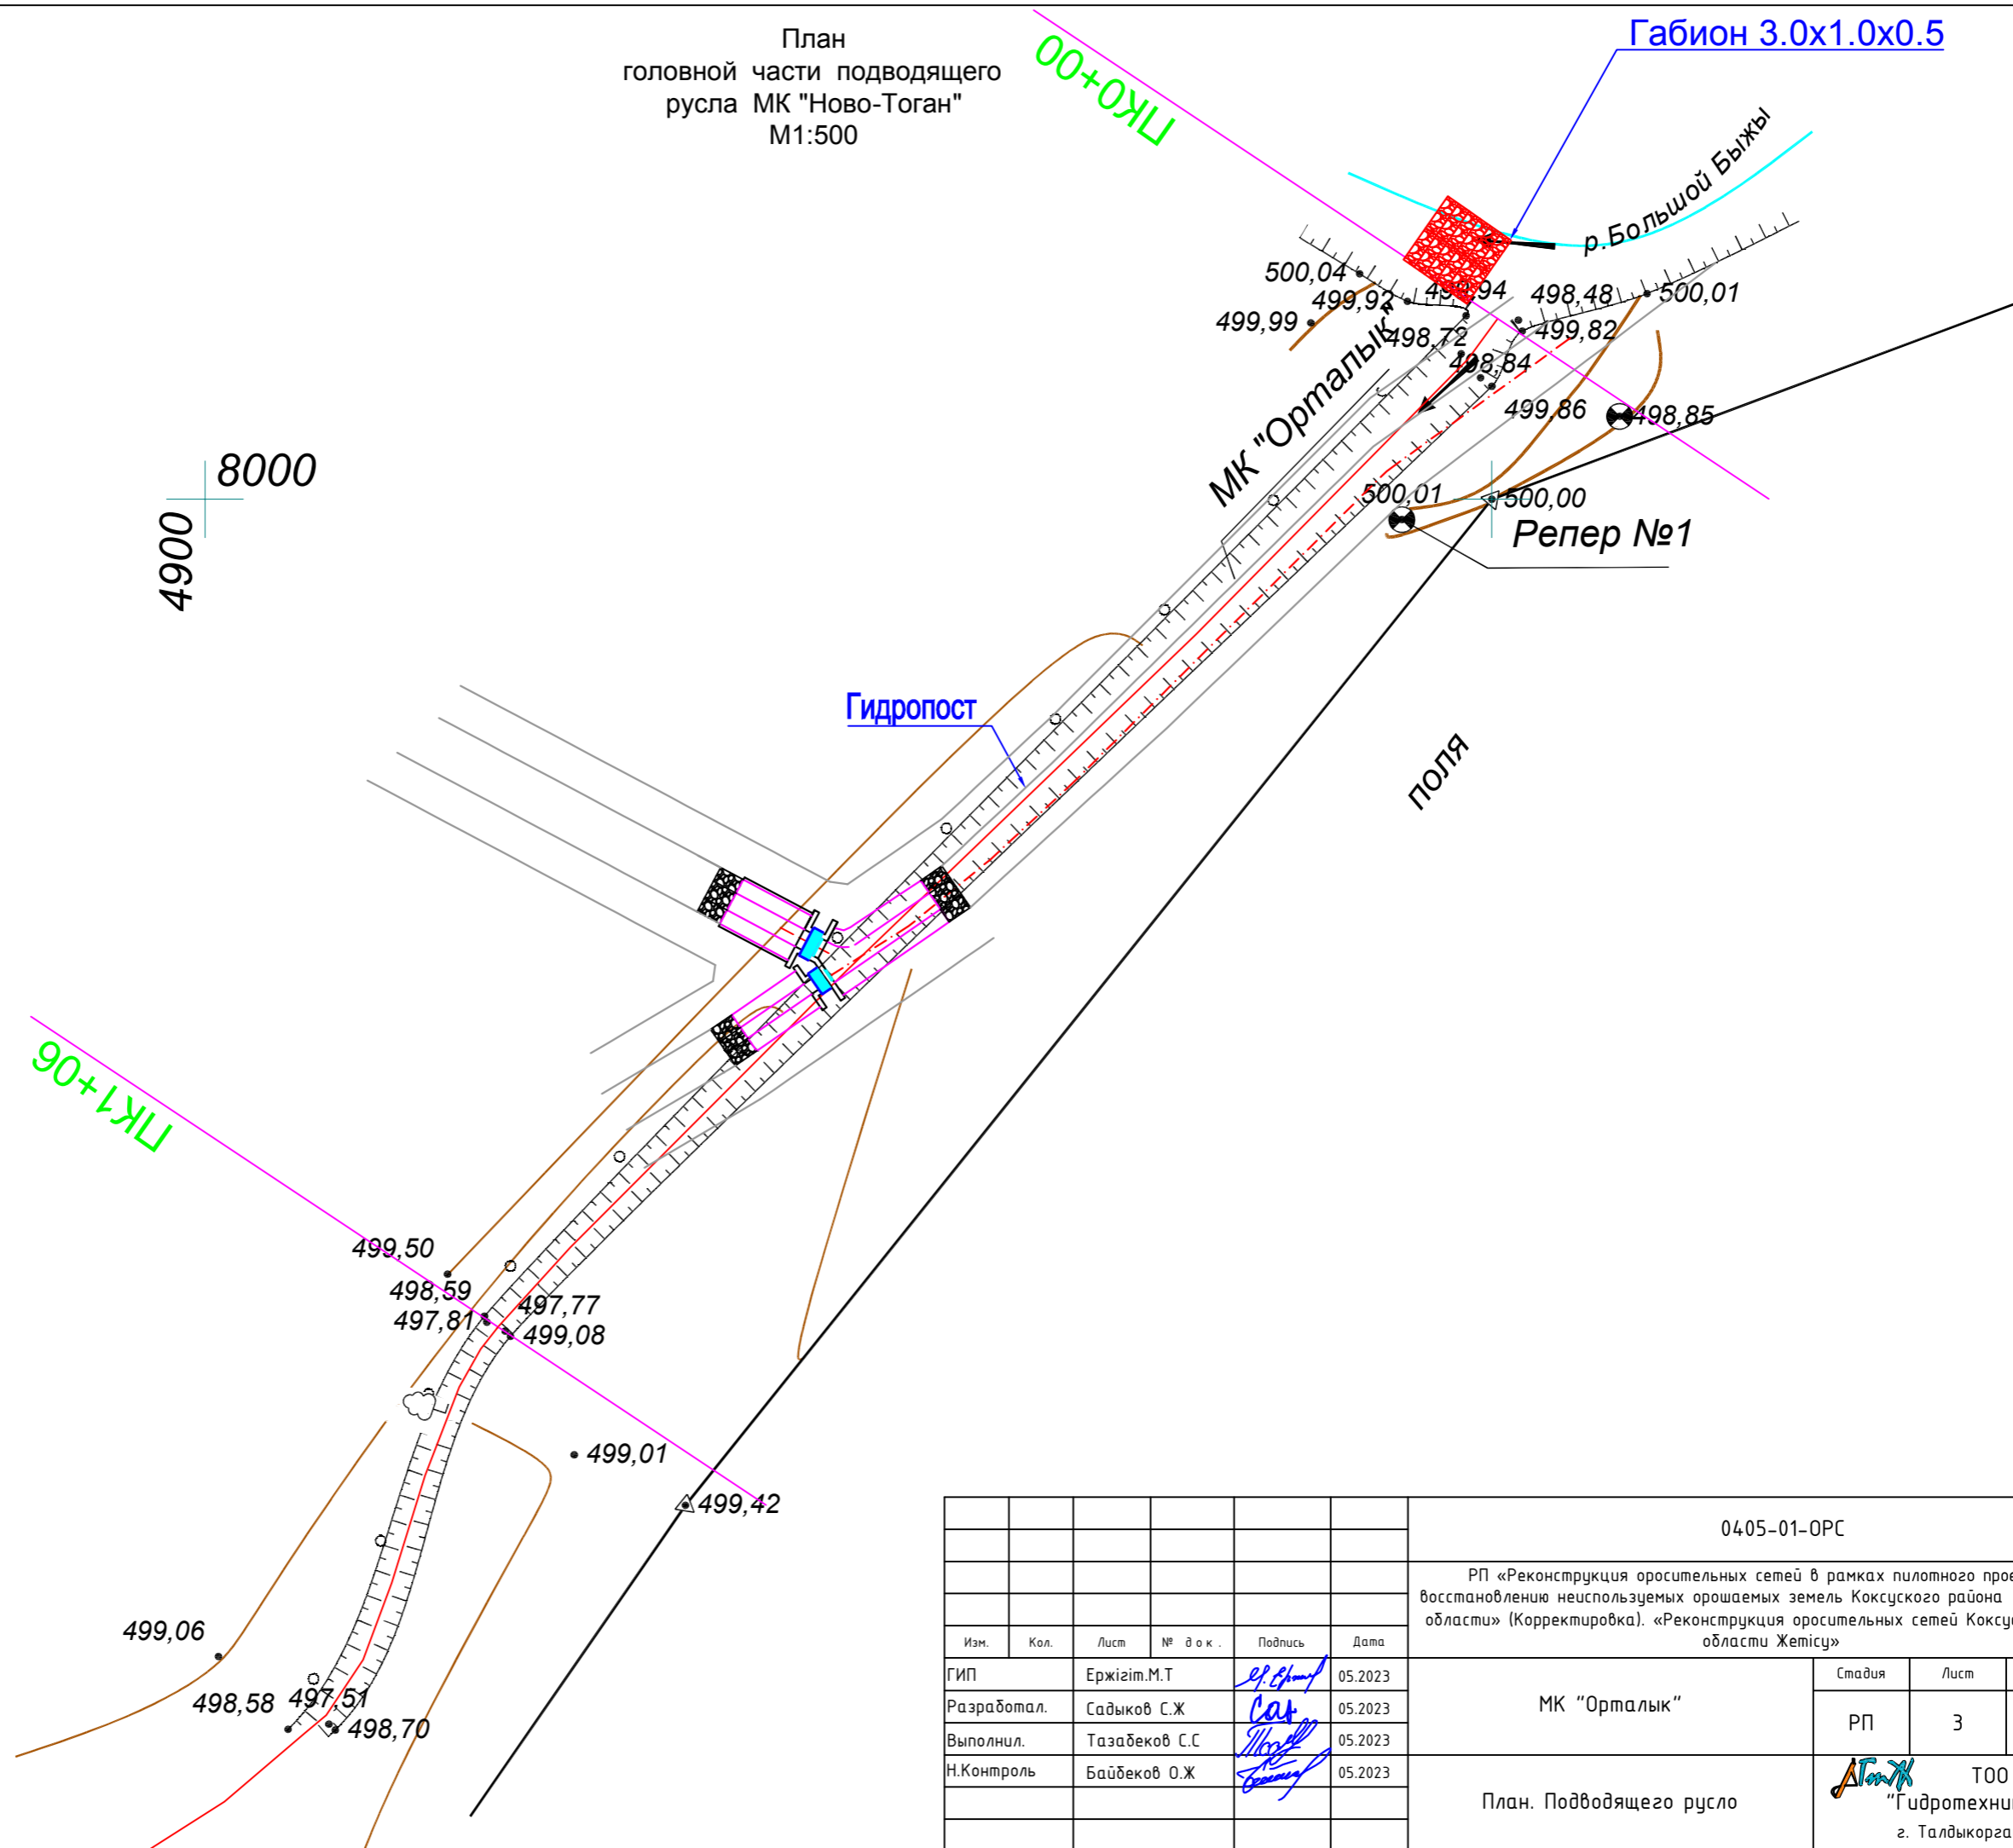 План
головной части подводящего
русла МК "Ново-Тоган"
М1:500
Габион 3.0х1.0х0.5
ПК0+00
р.Большой Быжы
500,04
499,92
498,48
500,01
499,99
499,82
498,72
498,84
МК "Орталык"
499,86
498,85
8000
4900
500,01
500,00
Репер №1
Гидропост
поля
ПК1+06
499,50
498,59
497,77
497,81
499,08
499,01
499,42
499,06
498,58
497,51
498,70
0405-01-ОРС
РП «Реконструкция оросительных сетей в рамках пилотного
восстановлению неиспользуемых орошаемых земель Коксуского района
области» (Корректировка). «Реконструкция оросительных сетей
области Жетісу»
Изм. Кол. Лист № док. Подпись Дата
ГИП Ержігіт.М.Т 05.2023
Разработал. Садыков С.Ж 05.2023
Выполнил. Тазабеков С.С 05.2023
Н.Контроль Байбеков О.Ж 05.2023
МК "Орталык"
Стадия Лист
РП 3
План. Подводящего русло
ТОО
г.